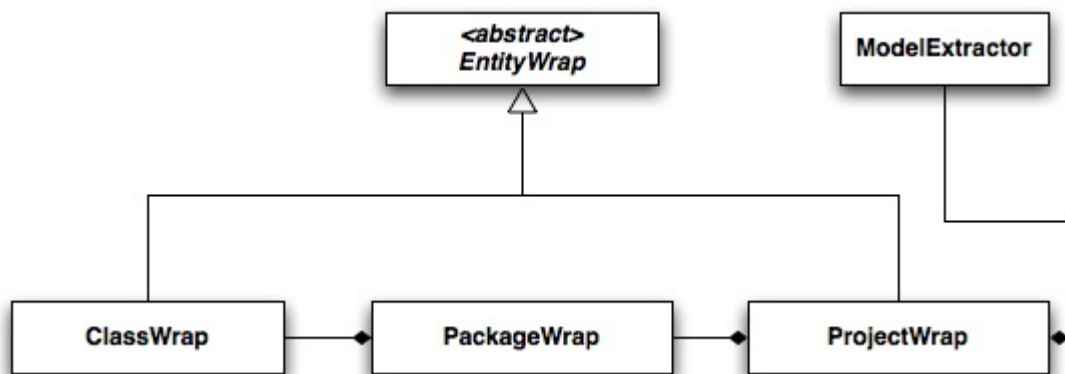 <abstract>
EntityWrap
ModelExtractor
ClassWrap
PackageWrap
ProjectWrap